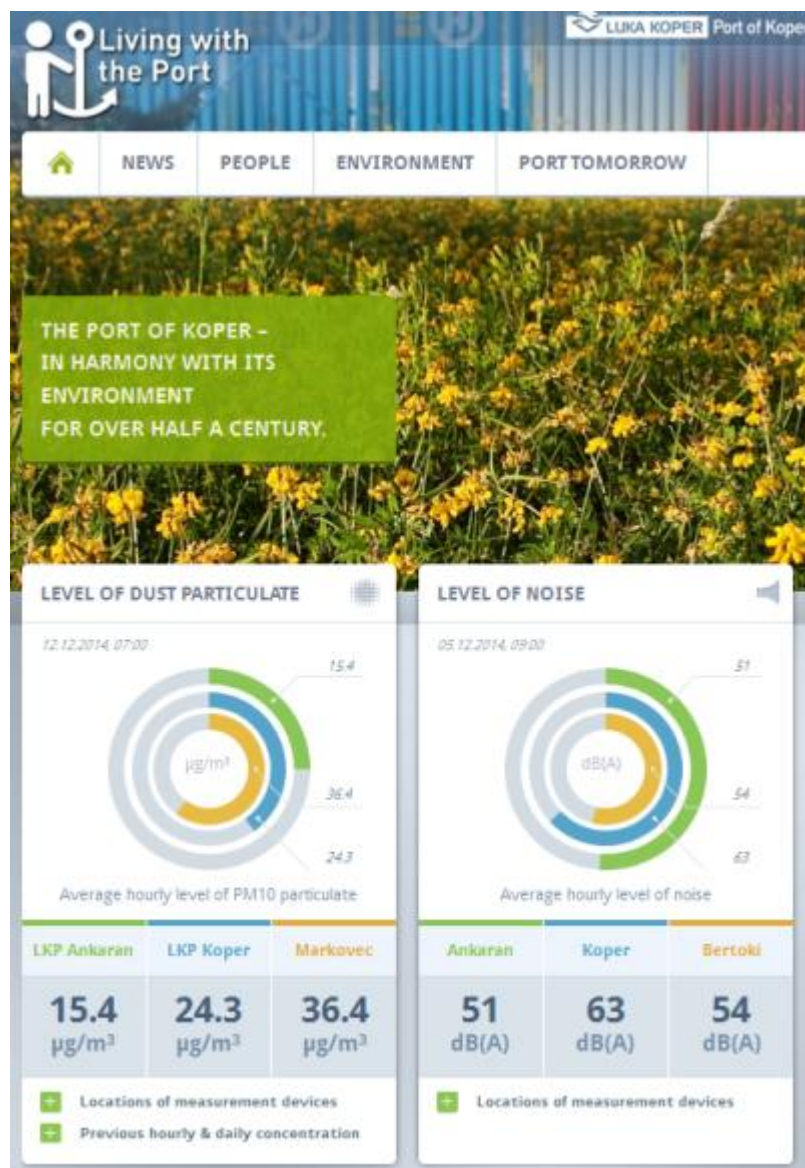 Living with
the Port
LUKA KOPER Port of Koper
NEWS PEOPLE ENVIRONMENT PORT TOMORROW
THE PORT OF KOPER –
IN HARMONY WITH ITS
ENVIRONMENT
FOR OVER HALF A CENTURY.
LEVEL OF DUST PARTICULATE
12.12.2014, 07:00
15.4
µg/m³
36.4
24.3
Average hourly level of PM10 particulate
LKP Ankaran LKP Koper Markovec
15.4 24.3 36.4
µg/m³ µg/m³ µg/m³
Locations of measurement devices
Previous hourly & daily concentration
LEVEL OF NOISE
05.12.2014, 09:00
51
dB(A)
54
63
Average hourly level of noise
Ankaran Koper Bertoki
51 63 54
dB(A) dB(A) dB(A)
Locations of measurement devices